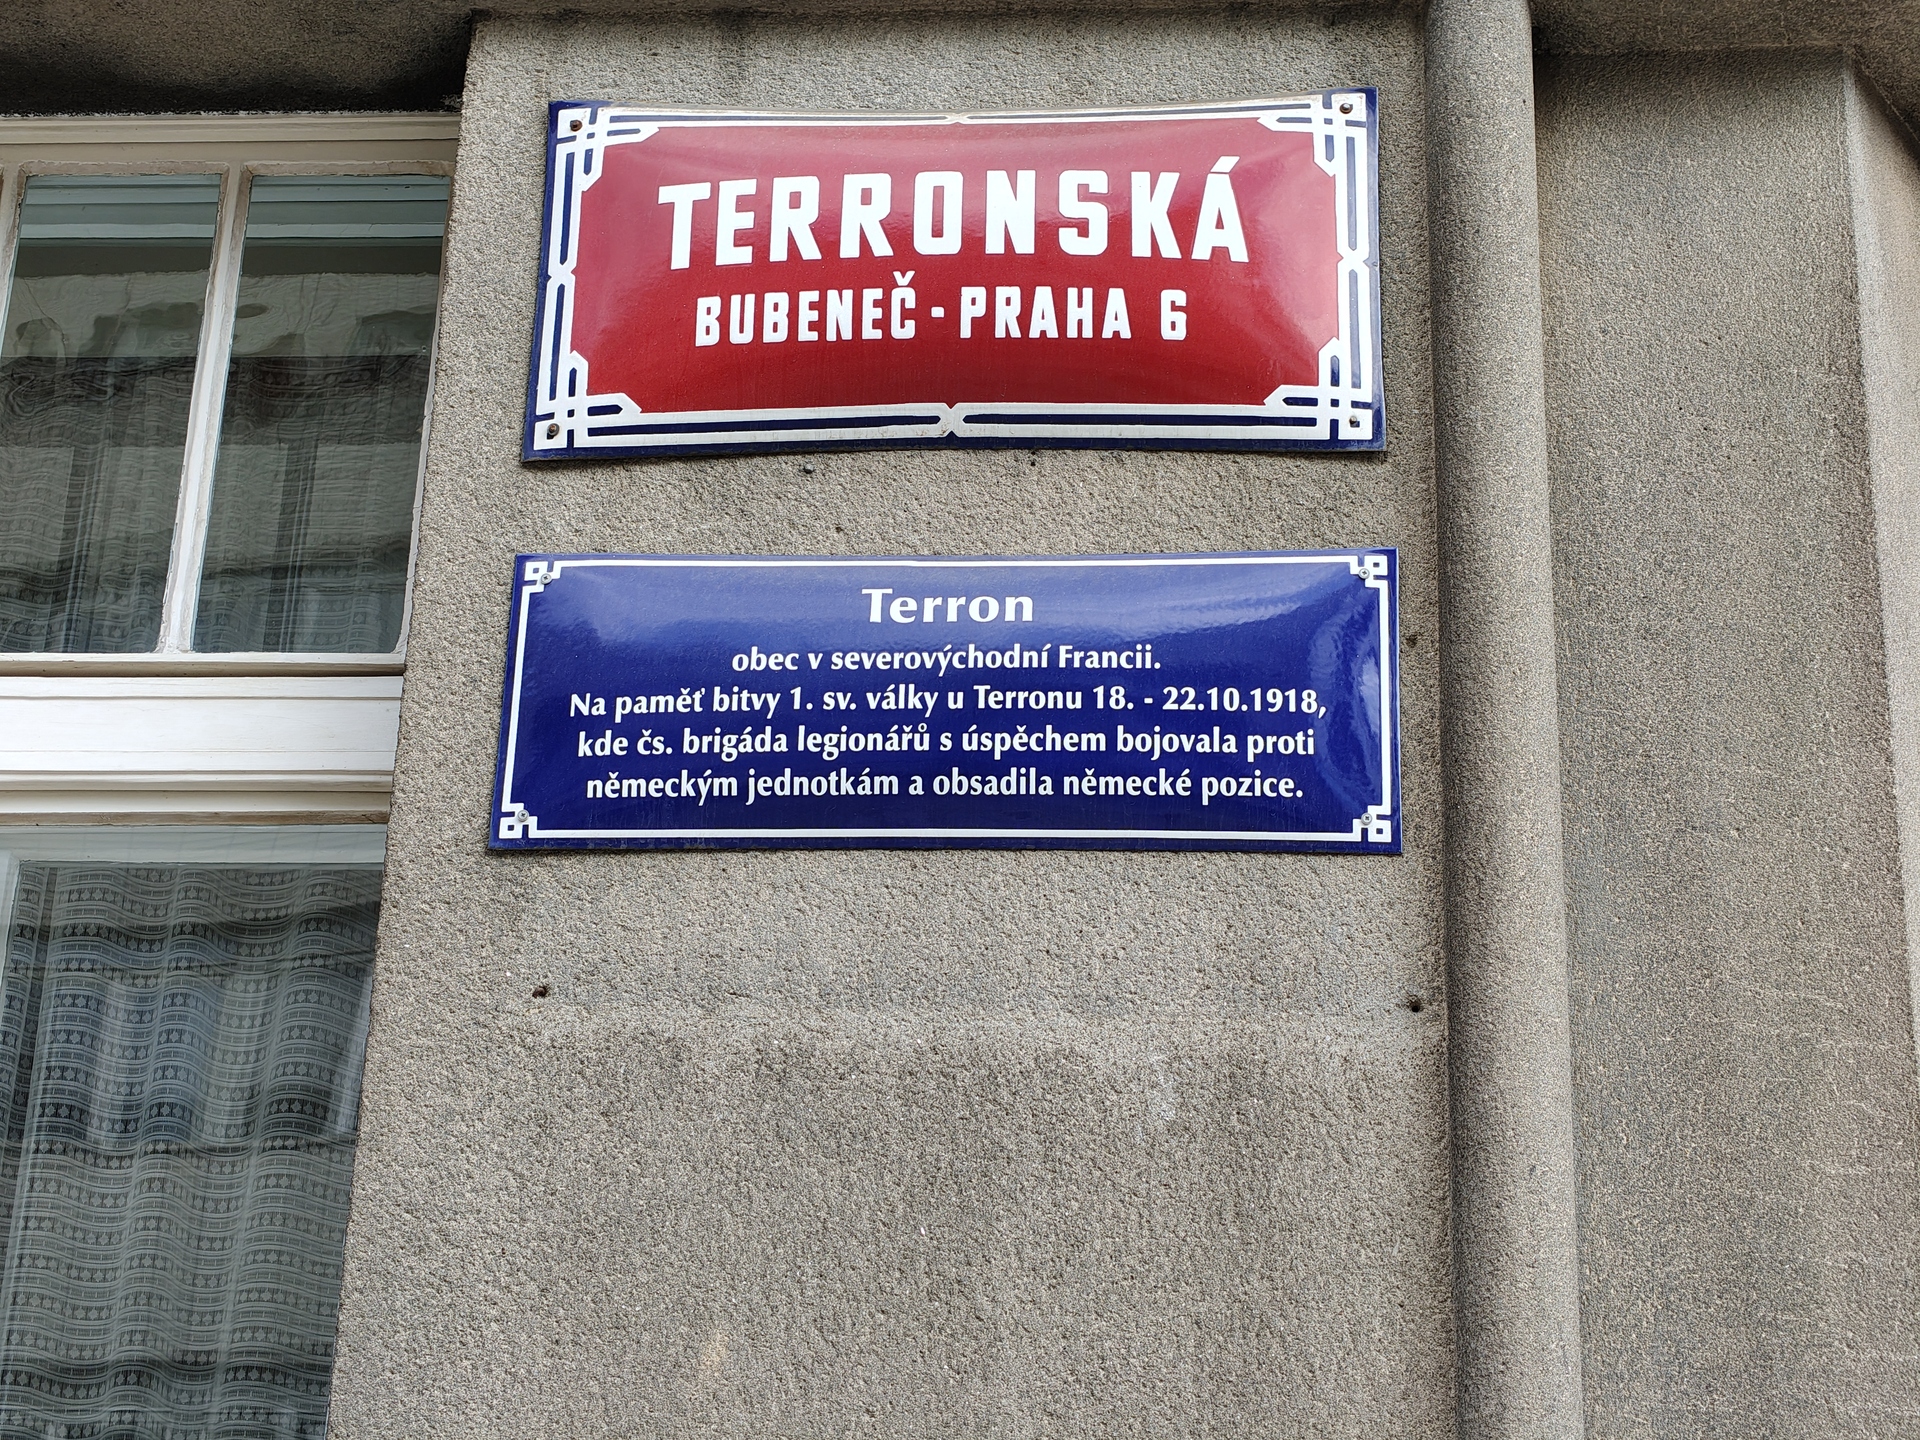 TERRONSKÁ
BUBENEČ - PRAHA 6
Terron
obec v severovýchodní Francii.
Na paměť bitvy 1. sv. války u Terronu 18. - 22.10.1918,
kde čs. brigáda legionářů s úspěchem bojovala proti
německým jednotkám a obsadila německé pozice.